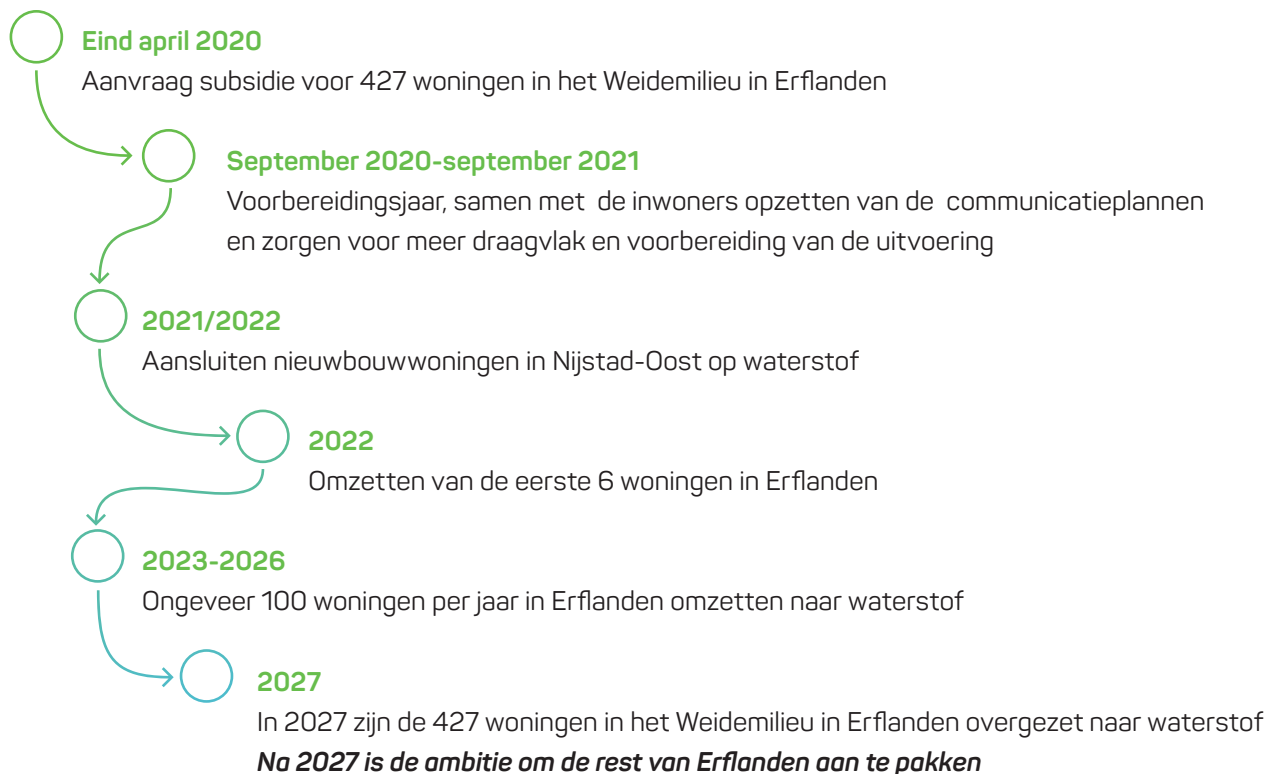 Eind april 2020
Aanvraag subsidie voor 427 woningen in het Weidemilieu in Erflanden
September 2020-september 2021
Voorbereidingsjaar, samen met de inwoners opzetten van de communicatieplannen
en zorgen voor meer draagvlak en voorbereiding van de uitvoering
2021/2022
Aansluiten nieuwbouwwoningen in Nijstad-Oost op waterstof
2022
Omzetten van de eerste 6 woningen in Erflanden
2023-2026
Ongeveer 100 woningen per jaar in Erflanden omzetten naar waterstof
2027
In 2027 zijn de 427 woningen in het Weidemilieu in Erflanden overgezet naar waterstof
Na 2027 is de ambitie om de rest van Erflanden aan te pakken